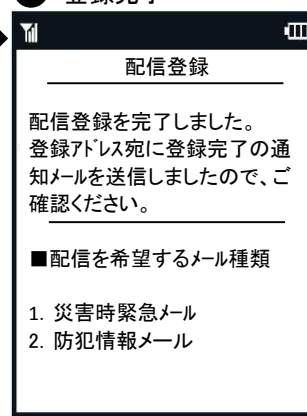 登録完了
配信登録
配信登録を完了しました。
登録ｱﾄﾞﾚｽ宛に登録完了の通
知ﾒｰﾙを送信しましたので、ご
確認ください。
■配信を希望するﾒｰﾙ種類
1. 災害時緊急ﾒｰﾙ
2. 防犯情報メール